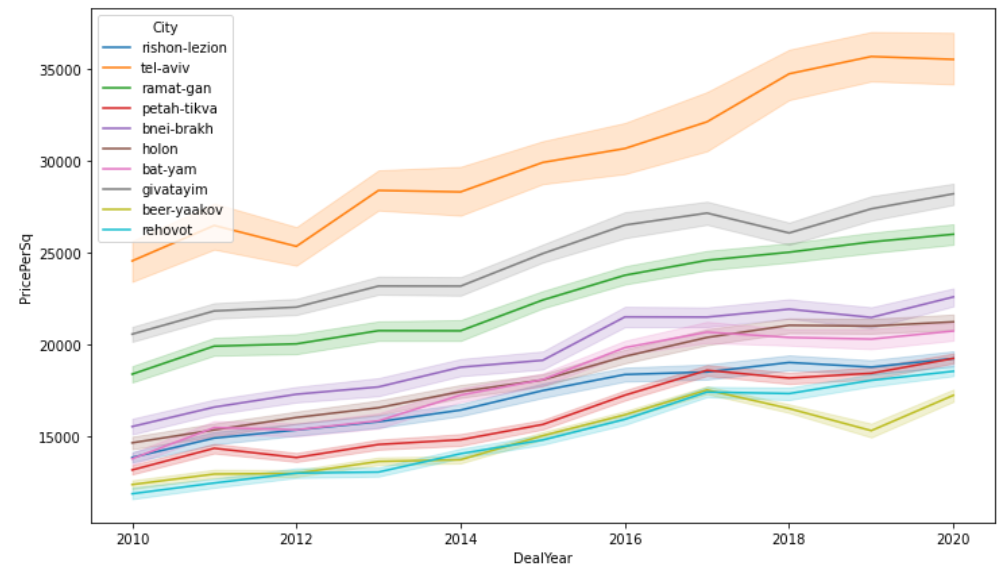 City
rishon-lezion
tel-aviv
ramat-gan
petah-tikva
bnei-brakh
holon
bat-yam
givatayim
beer-yaakov
rehovot
35000
30000
25000
20000
15000
PricePerSq
2010 2012 2014 2016 2018 2020
DealYear